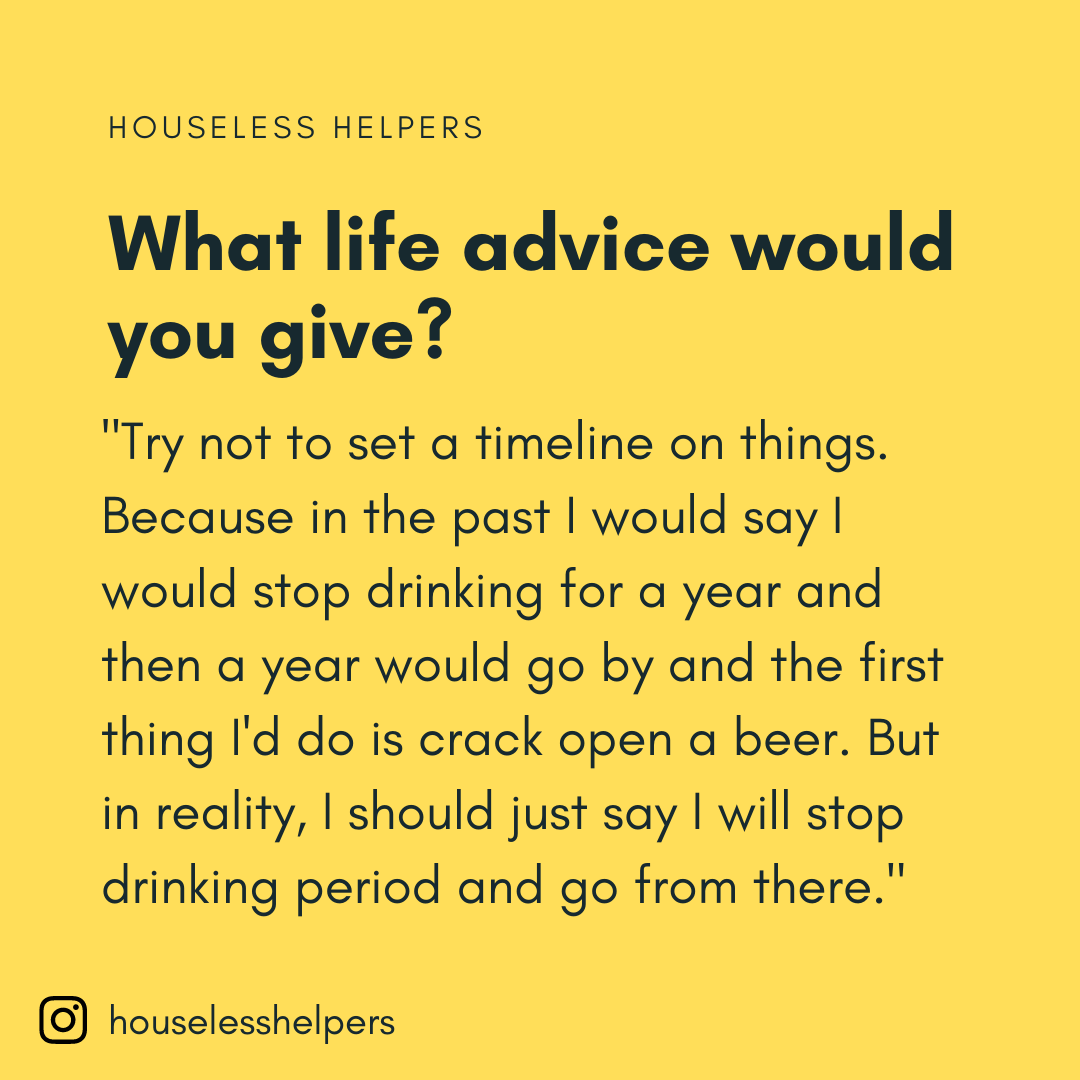 HOUSELESS HELPERS
What life advice would
you give?
"Try not to set a timeline on things.
Because in the past I would say I
would stop drinking for a year and
then a year would go by and the first
thing I'd do is crack open a beer. But
in reality, I should just say I will stop
drinking period and go from there."
houselesshelpers